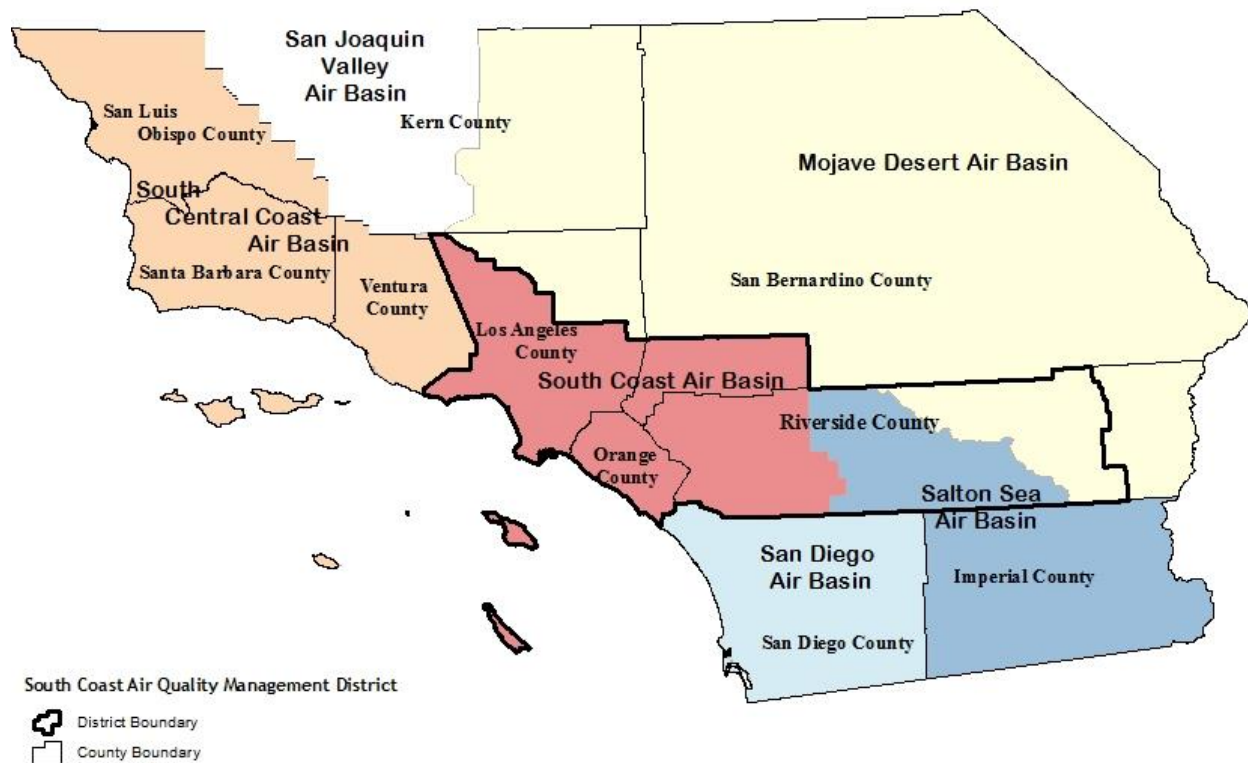 San Joaquin
Valley
Air Basin
Kern County
San Luis
Obispo County
Mojave Desert Air Basin
South
Central Coast
Air Basin
Santa Barbara County
Ventura
County
San Bernardino County
Los Angeles
County
South Coast Air Basin
Riverside County
Orange
County
Salton Sea
Air Basin
San Diego
Air Basin
Imperial County
San Diego County
South Coast Air Quality Management District
District Boundary
County Boundary